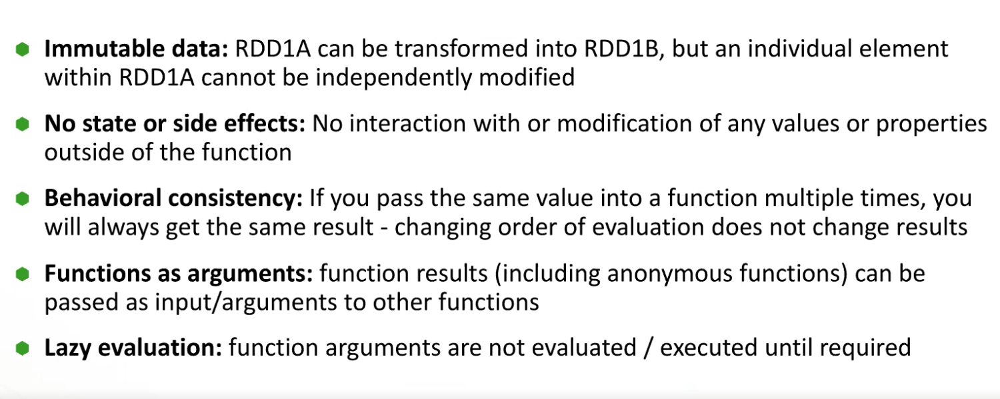 Immutable data: RDD1A can be transformed into RDD1B, but an individual element
within RDD1A cannot be independently modified
No state or side effects: No interaction with or modification of any values or properties
outside of the function
Behavioral consistency: If you pass the same value into a function multiple times, you
will always get the same result - changing order of evaluation does not change results
Functions as arguments: function results (including anonymous functions) can be
passed as input/arguments to other functions
Lazy evaluation: function arguments are not evaluated / executed until required